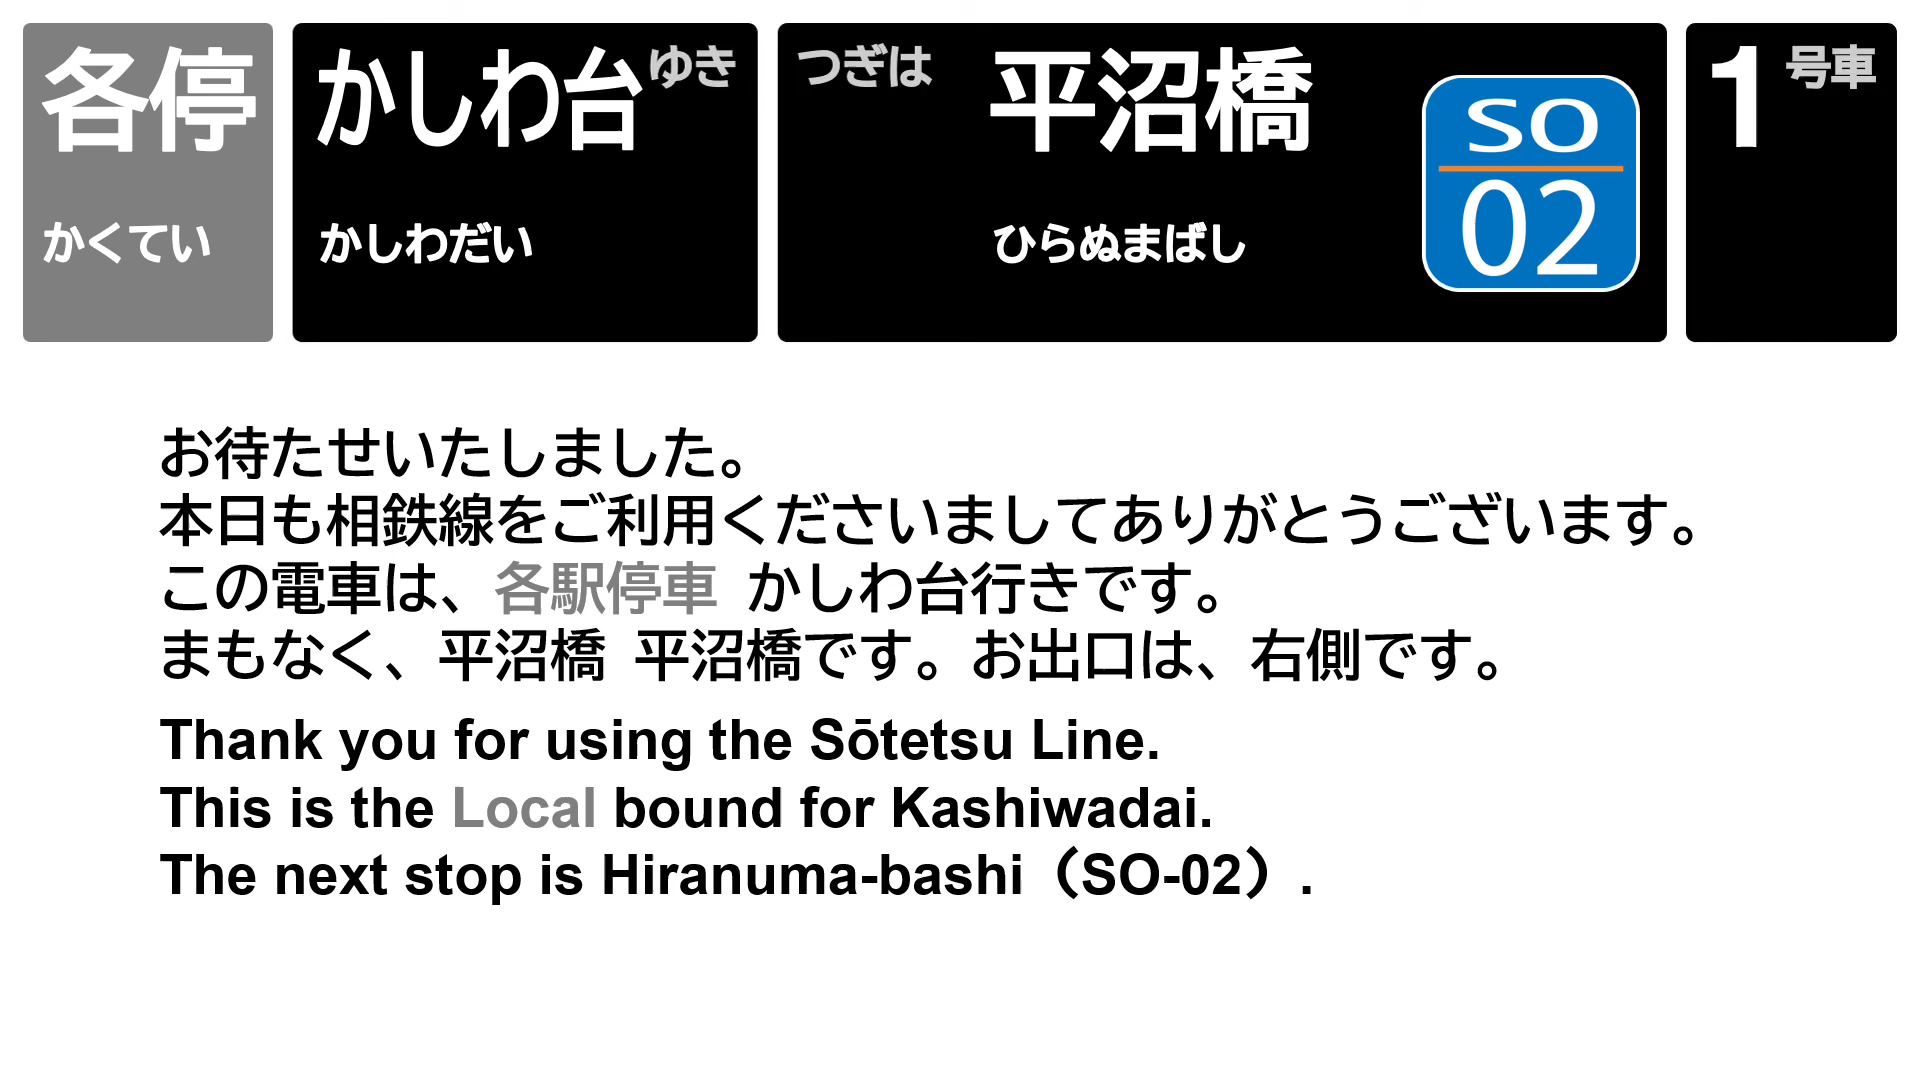 各停
かくてい
かしわ台 ゆき
かしわだい
つぎは 平沼橋
ひらぬまばし
SO
02
1 号車
お待たせいたしました。
本日も相鉄線をご利用くださいましてありがとうございます。
この電車は、各駅停車 かしわ台行きです。
まもなく、平沼橋 平沼橋です。お出口は、右側です。
Thank you for using the Sōtetsu Line.
This is the Local bound for Kashiwadai.
The next stop is Hiranuma-bashi（SO-02）.